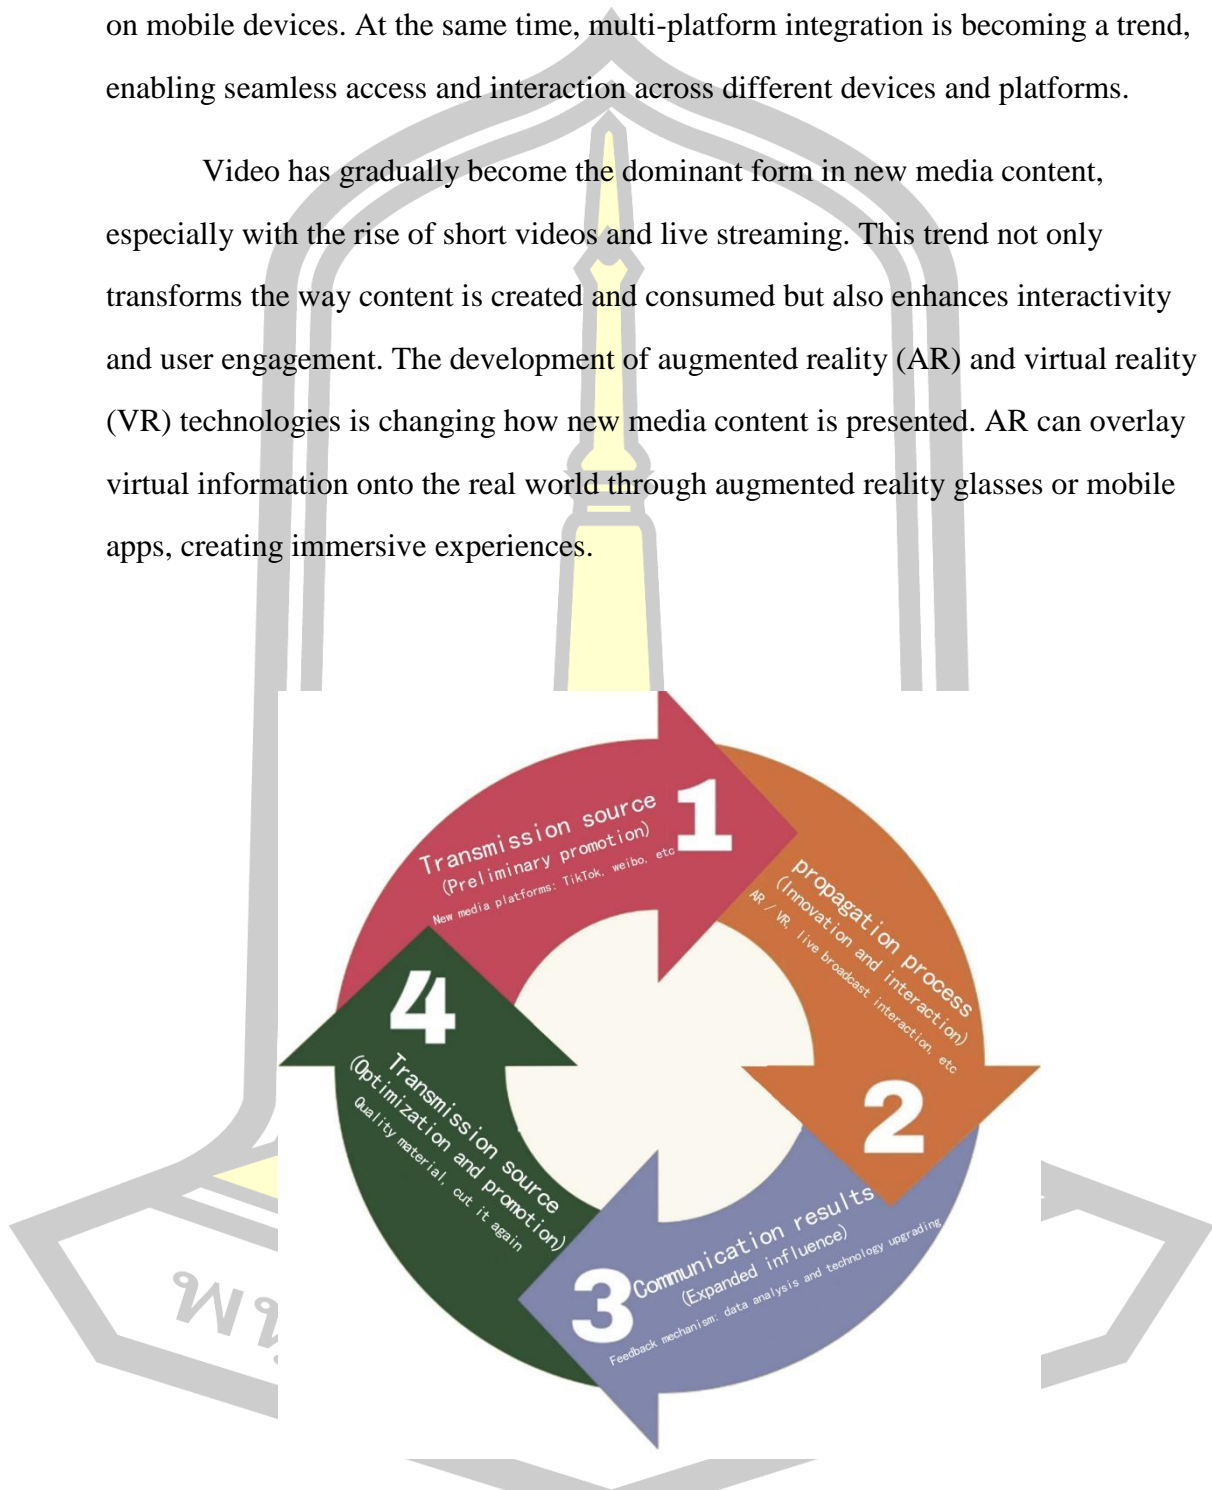 on mobile devices. At the same time, multi-platform integration is becoming a trend,
enabling seamless access and interaction across different devices and platforms.
Video has gradually become the dominant form in new media content,
especially with the rise of short videos and live streaming. This trend not only
transforms the way content is created and consumed but also enhances interactivity
and user engagement. The development of augmented reality (AR) and virtual reality
(VR) technologies is changing how new media content is presented. AR can overlay
virtual information onto the real world through augmented reality glasses or mobile
apps, creating immersive experiences.
1
Transmission source
(Preliminary promotion)
New media platforms: TikTok, weibo, etc
propagation process
(Innovation and interaction)
AR / VR, live broadcast interaction, etc
2
Communication results
(Expanded influence)
Feedback mechanism: data analysis and technology upgrading
3
4
Transmission source
(Optimization and promotion)
Quality material, cut it again